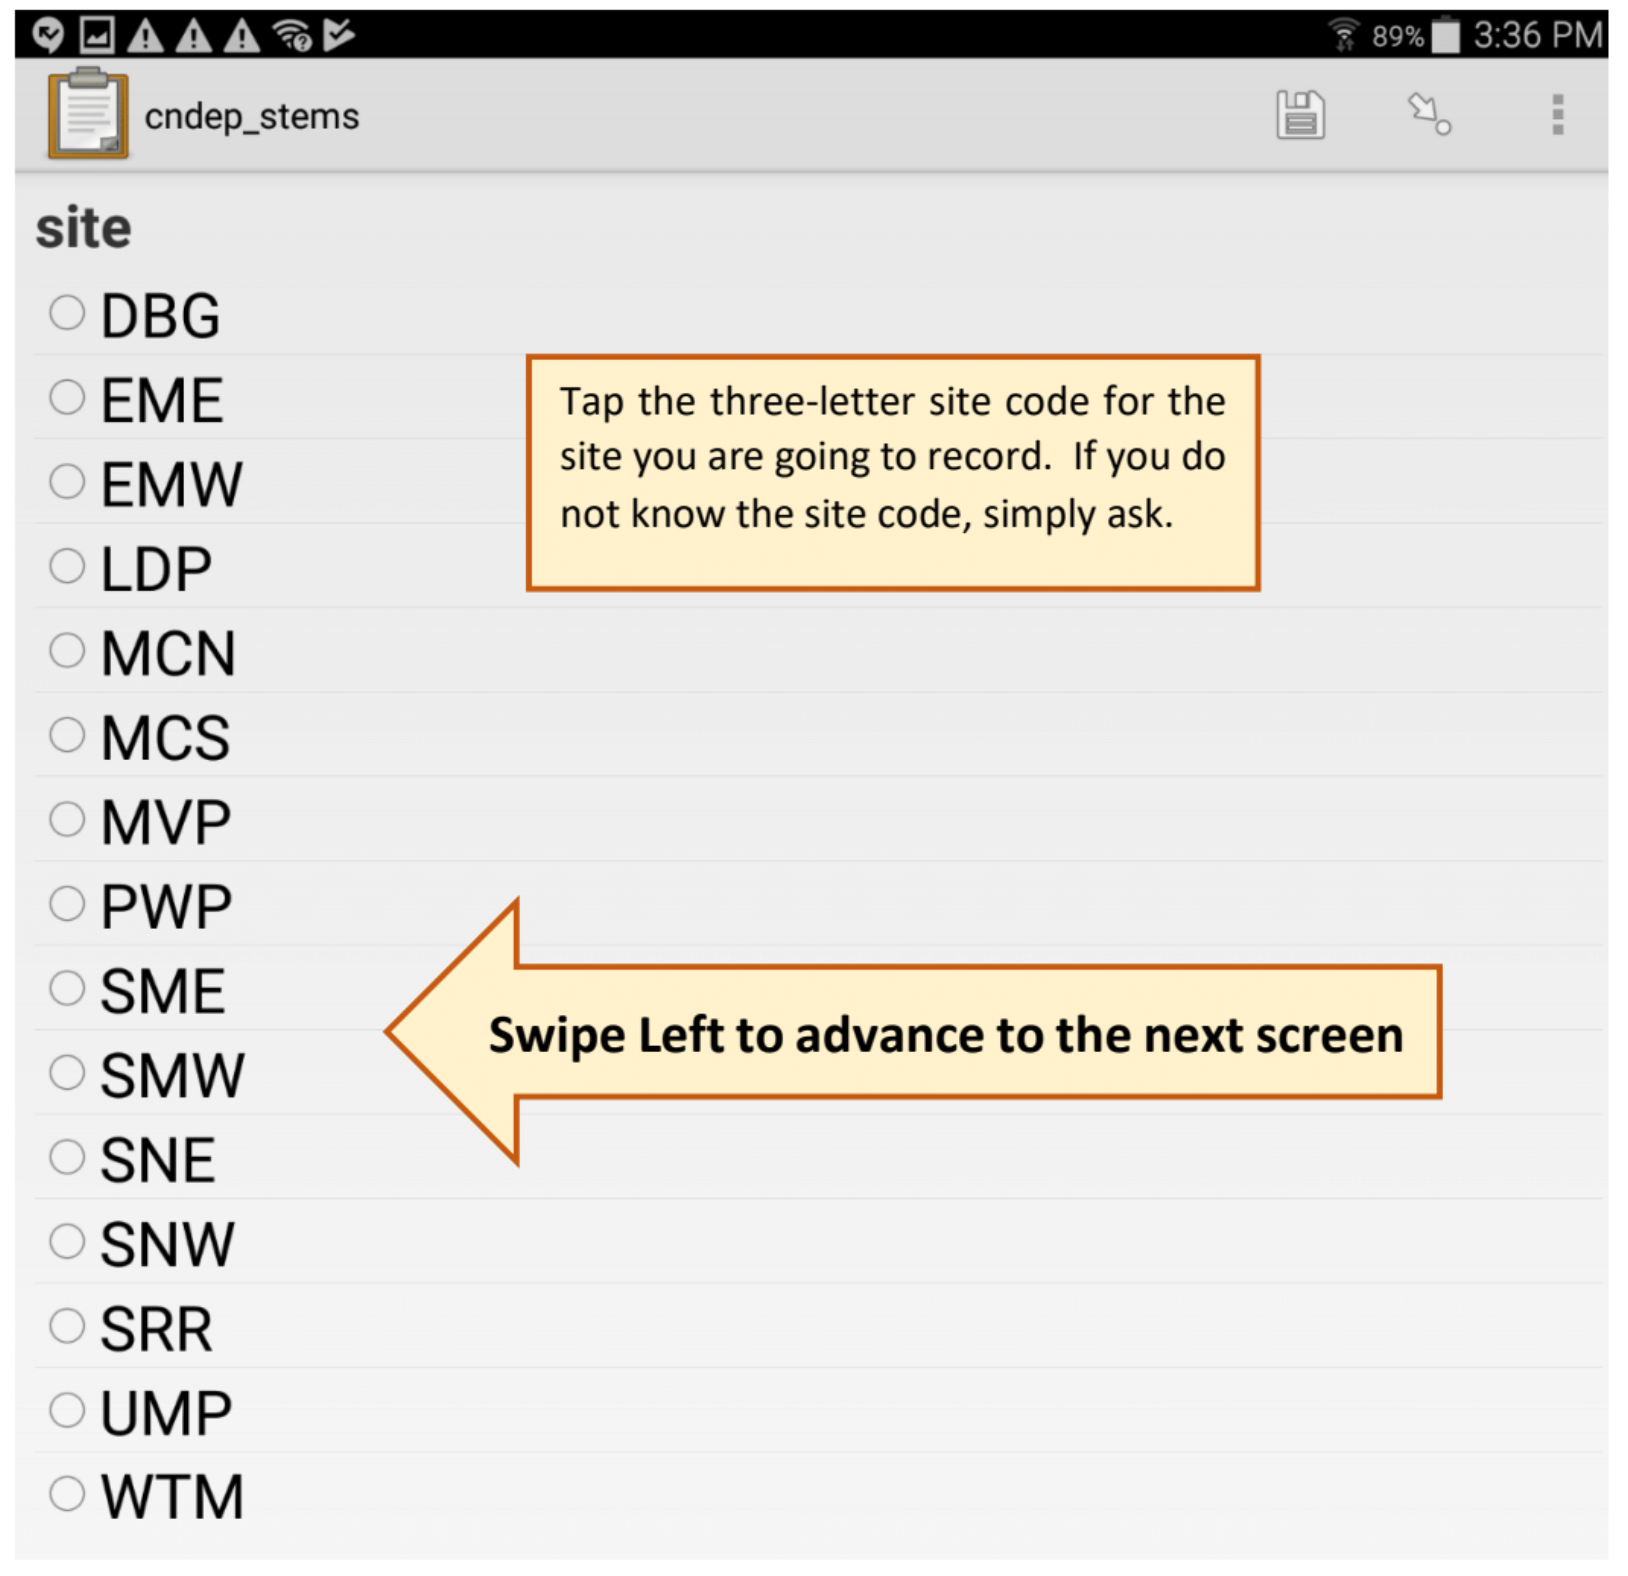 89% 3:36 PM
cndep_stems
site
DBG
EME
EMW
LDP
MCN
MCS
MVP
PWP
SME
SMW
SNE
SNW
SRR
UMP
WTM
Tap the three-letter site code for the
site you are going to record. If you do
not know the site code, simply ask.
Swipe Left to advance to the next screen